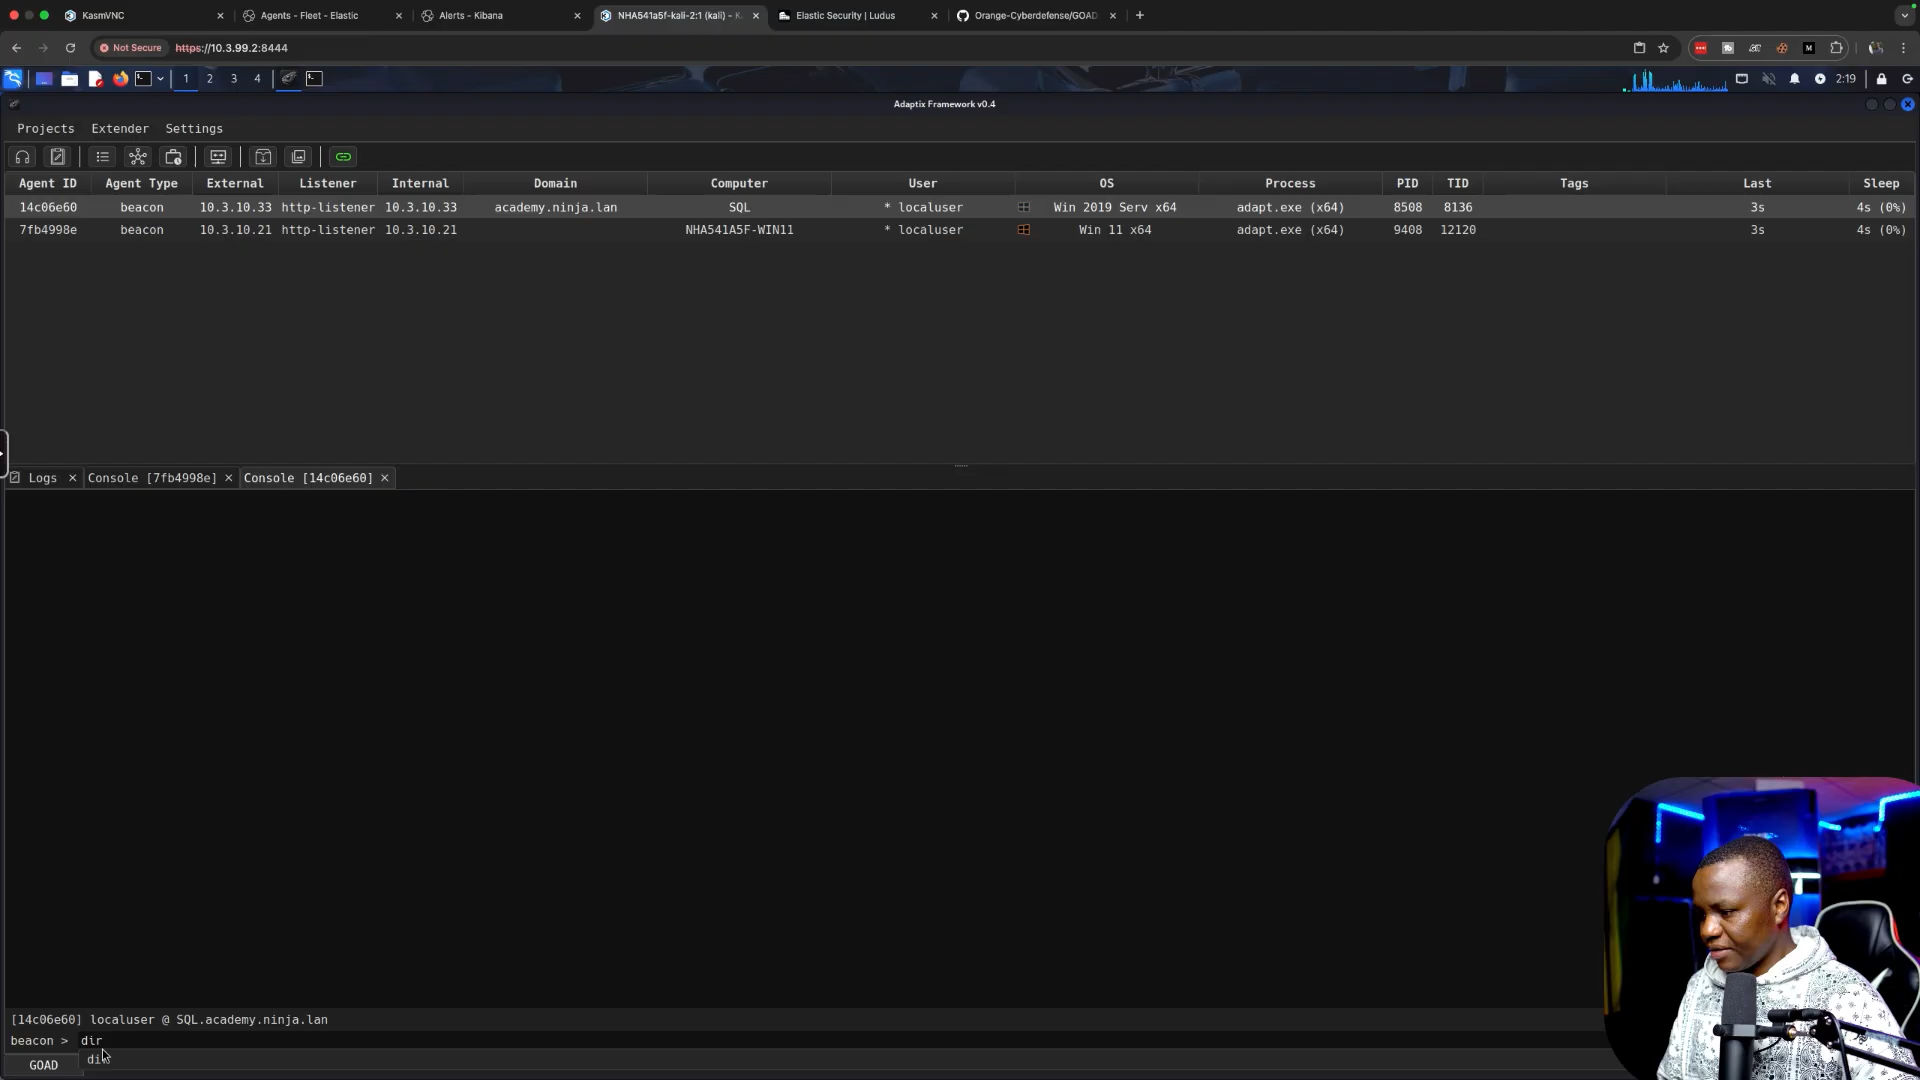 KasmVNC
Agents - Fleet - Elastic
Alerts - Kibana
NHA541a5f-kali-2:1 (kali) - K
Elastic Security | Ludus
Orange-Cyberdefense/GOAD
Not Secure https://10.3.99.2:8444
1 2 3 4
2:19
Adaptix Framework v0.4
Projects Extender Settings
Agent ID Agent Type External Listener Internal Domain Computer User OS Process PID TID Tags Last Sleep
14c06e60 beacon 10.3.10.33 http-listener 10.3.10.33 academy.ninja.lan SQL * localuser Win 2019 Serv x64 adapt.exe (x64) 8508 8136 3s 4s (0%)
7fb4998e beacon 10.3.10.21 http-listener 10.3.10.21 NHA541A5F-WIN11 * localuser Win 11 x64 adapt.exe (x64) 9408 12120 3s 4s (0%)
Logs Console [7fb4998e] Console [14c06e60]
[14c06e60] localuser @ SQL.academy.ninja.lan
beacon > dir
GOAD